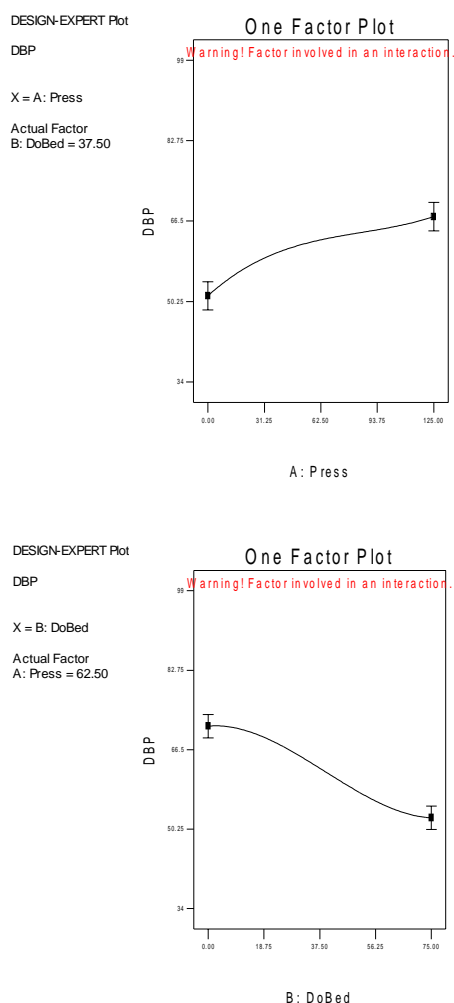 DESIGN-EXPERT Plot
DBP
X = A: Press
Actual Factor
B: DoBed = 37.50
One Factor Plot
Warning! Factor involved in an interaction.
99
82.75
66.5
50.25
34
DBP
0.00 31.25 62.50 93.75 125.00
A: Press
DESIGN-EXPERT Plot
DBP
X = B: DoBed
Actual Factor
A: Press = 62.50
One Factor Plot
Warning! Factor involved in an interaction.
99
82.75
66.5
50.25
34
DBP
0.00 18.75 37.50 56.25 75.00
B: DoBed